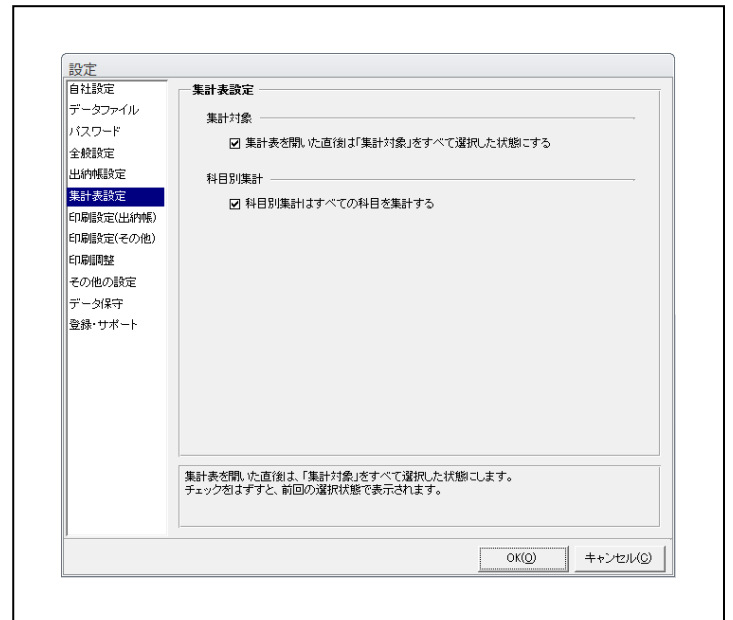 設定
自社設定
データファイル
パスワード
全般設定
出納帳設定
集計表設定
印刷設定(出納帳)
印刷設定(その他)
印刷調整
その他の設定
データ保守
登録・サポート
集計表設定
集計対象
集計表を開いた直後は「集計対象」をすべて選択した状態にする
科目別集計
科目別集計はすべての科目を集計する
集計表を開いた直後は、「集計対象」をすべて選択した状態にします。
チェックをはずすと、前回の選択状態で表示されます。
OK(O)
キャンセル(C)